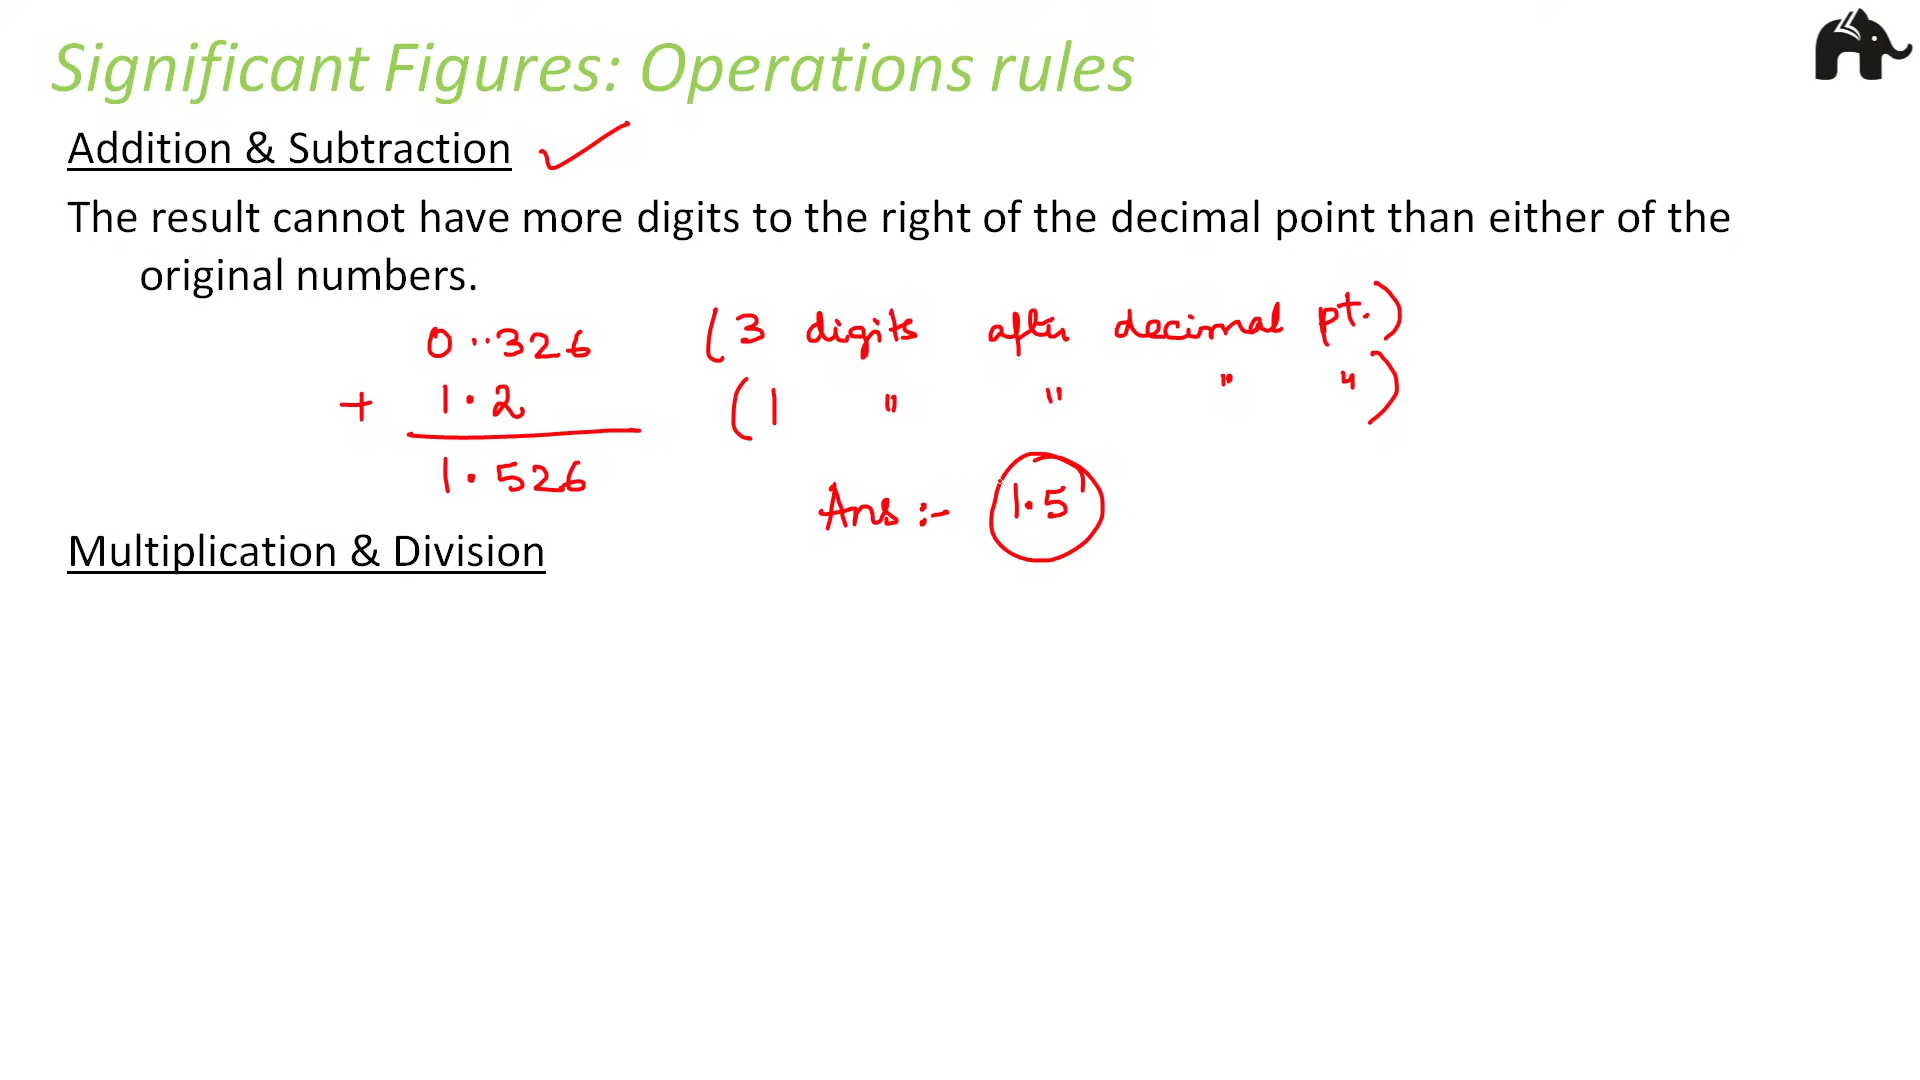 Significant Figures: Operations rules
Addition & Subtraction
The result cannot have more digits to the right of the decimal point than either of the
original numbers.
0..326 (3 digits after decimal pt.)
+ 1.2 (1 " " " ")
1.526
Ans :- 1.5
Multiplication & Division